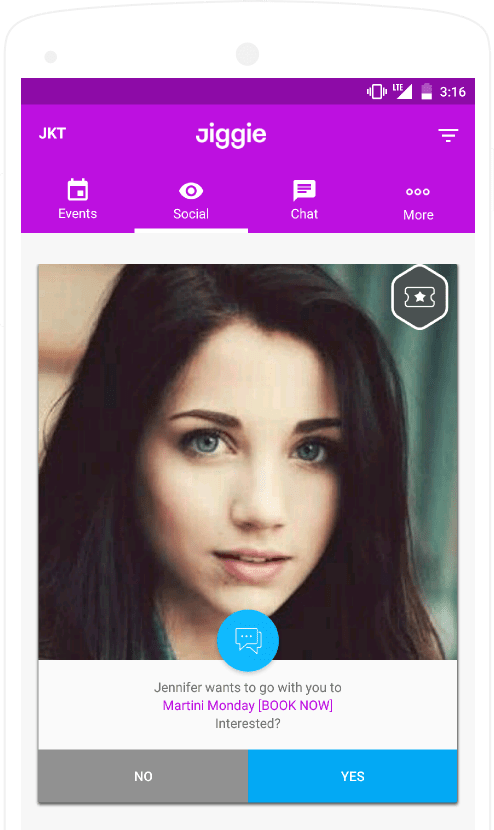 LTE 3:16
JKT Jiggie
Events Social Chat More
Jennifer wants to go with you to
Martini Monday [BOOK NOW]
Interested?
NO YES